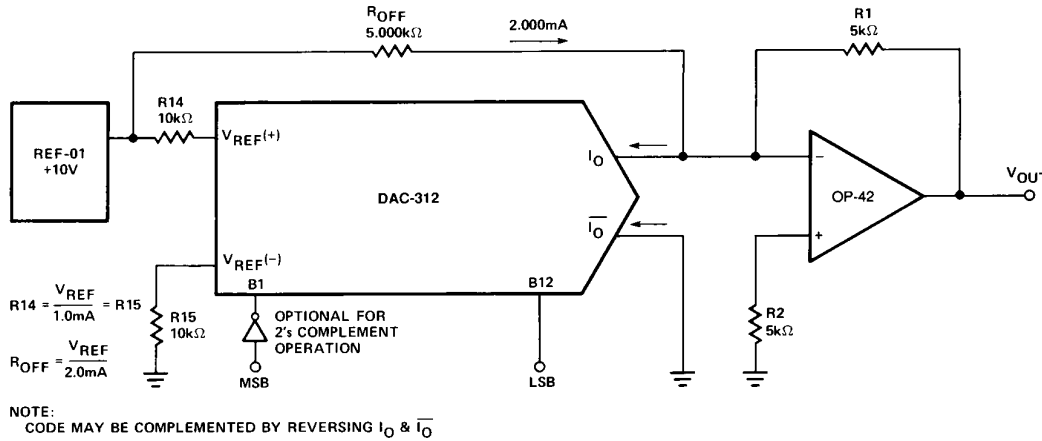 R_OFF
5.000kΩ
2.000mA
R1
5kΩ
R14
10kΩ
REF-01
+10V
V_REF(+)
I_O
DAC-312
I̅_O̅
−
+
OP-42
V_OUT
V_REF(−)
B1
B12
R14 = V_REF / 1.0mA = R15
R15
10kΩ
OPTIONAL FOR
2's COMPLEMENT
OPERATION
R2
5kΩ
R_OFF = V_REF / 2.0mA
MSB
LSB
NOTE:
CODE MAY BE COMPLEMENTED BY REVERSING I_O & I̅_O̅